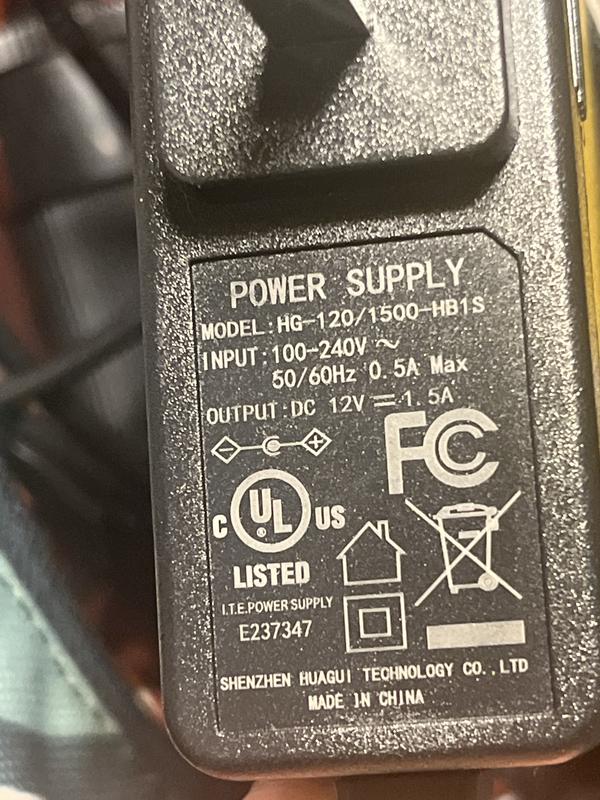 POWER SUPPLY
MODEL:HG-120/1500-HB1S
INPUT:100-240V ~
50/60Hz 0.5A Max
OUTPUT:DC 12V ⎓ 1.5A
FC
C UL® US
LISTED
I.T.E.POWER SUPPLY
E237347
SHENZHEN HUAGUI TECHNOLOGY CO.,LTD
MADE IN CHINA